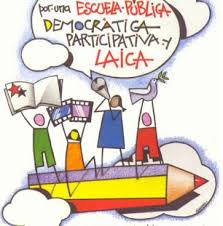 por una ESCUELA PÚBLICA
DEMOCRÁTICA
PARTICIPATIVA Y
LAICA